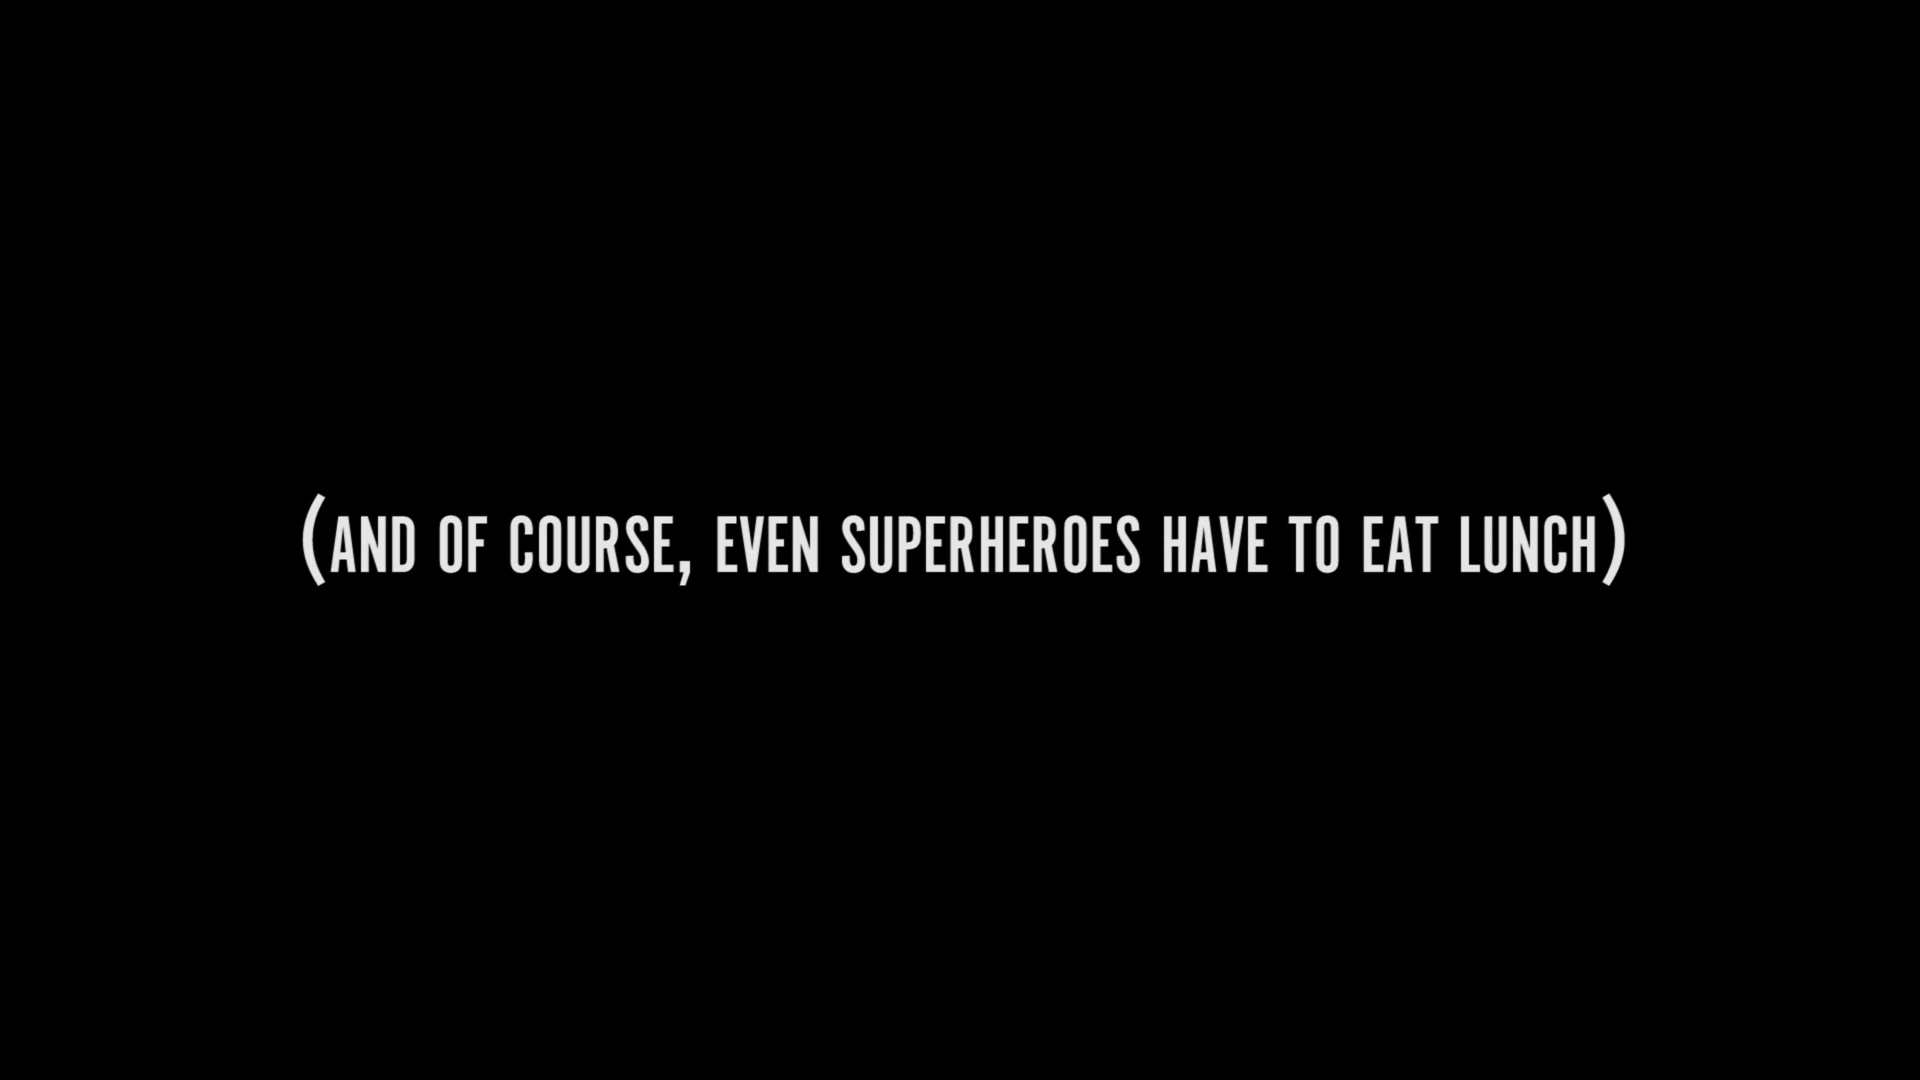 (AND OF COURSE, EVEN SUPERHEROES HAVE TO EAT LUNCH)